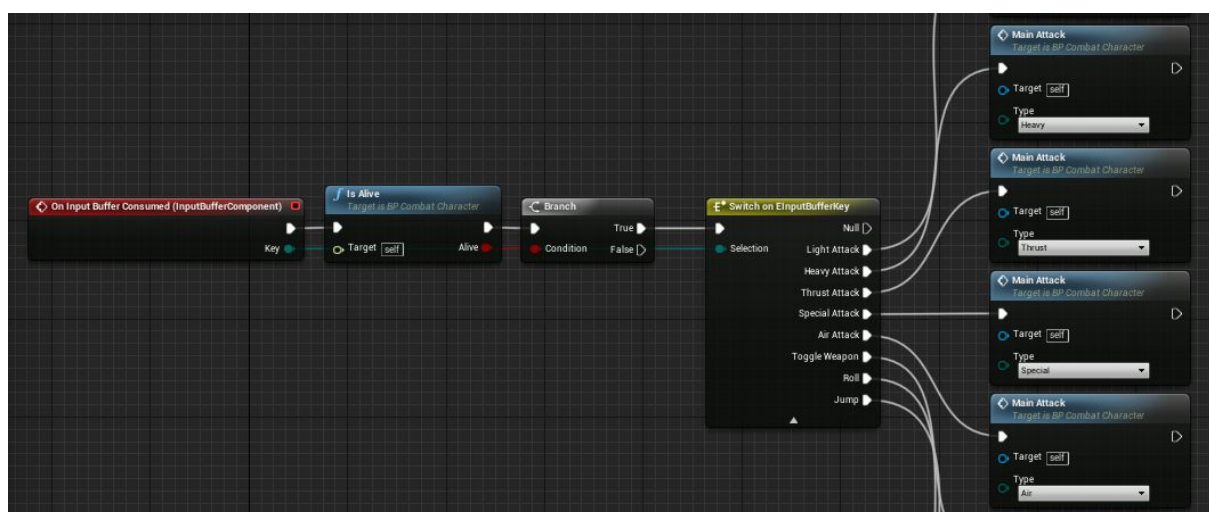 On Input Buffer Consumed (InputBufferComponent)
Key
Is Alive
Target is BP Combat Character
Target self
Alive
Branch
True
Condition
False
Switch on EInputBufferKey
Null
Selection
Light Attack
Heavy Attack
Thrust Attack
Special Attack
Air Attack
Toggle Weapon
Roll
Jump
Main Attack
Target is BP Combat Character
Target self
Type
Heavy
Main Attack
Target is BP Combat Character
Target self
Type
Thrust
Main Attack
Target is BP Combat Character
Target self
Type
Special
Main Attack
Target is BP Combat Character
Target self
Type
Air